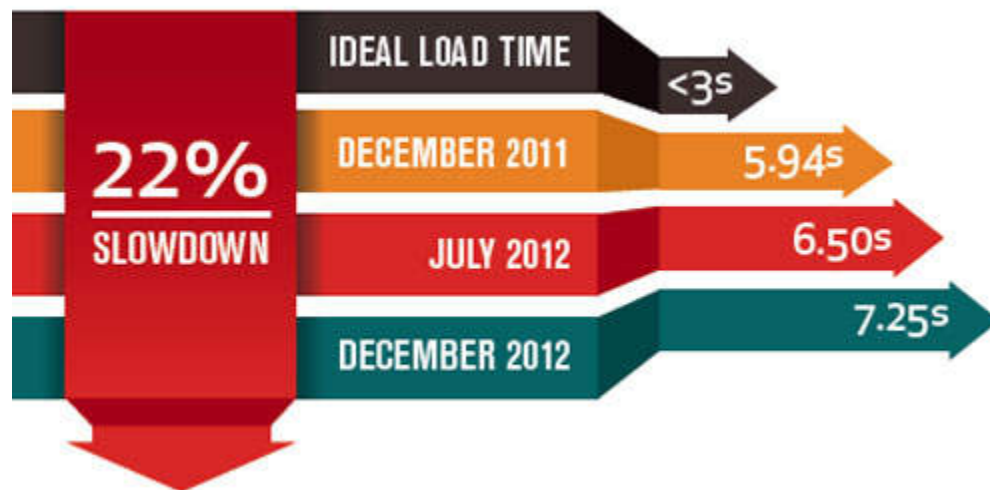 IDEAL LOAD TIME
<3s
DECEMBER 2011
5.94s
22%
SLOWDOWN
JULY 2012
6.50s
DECEMBER 2012
7.25s